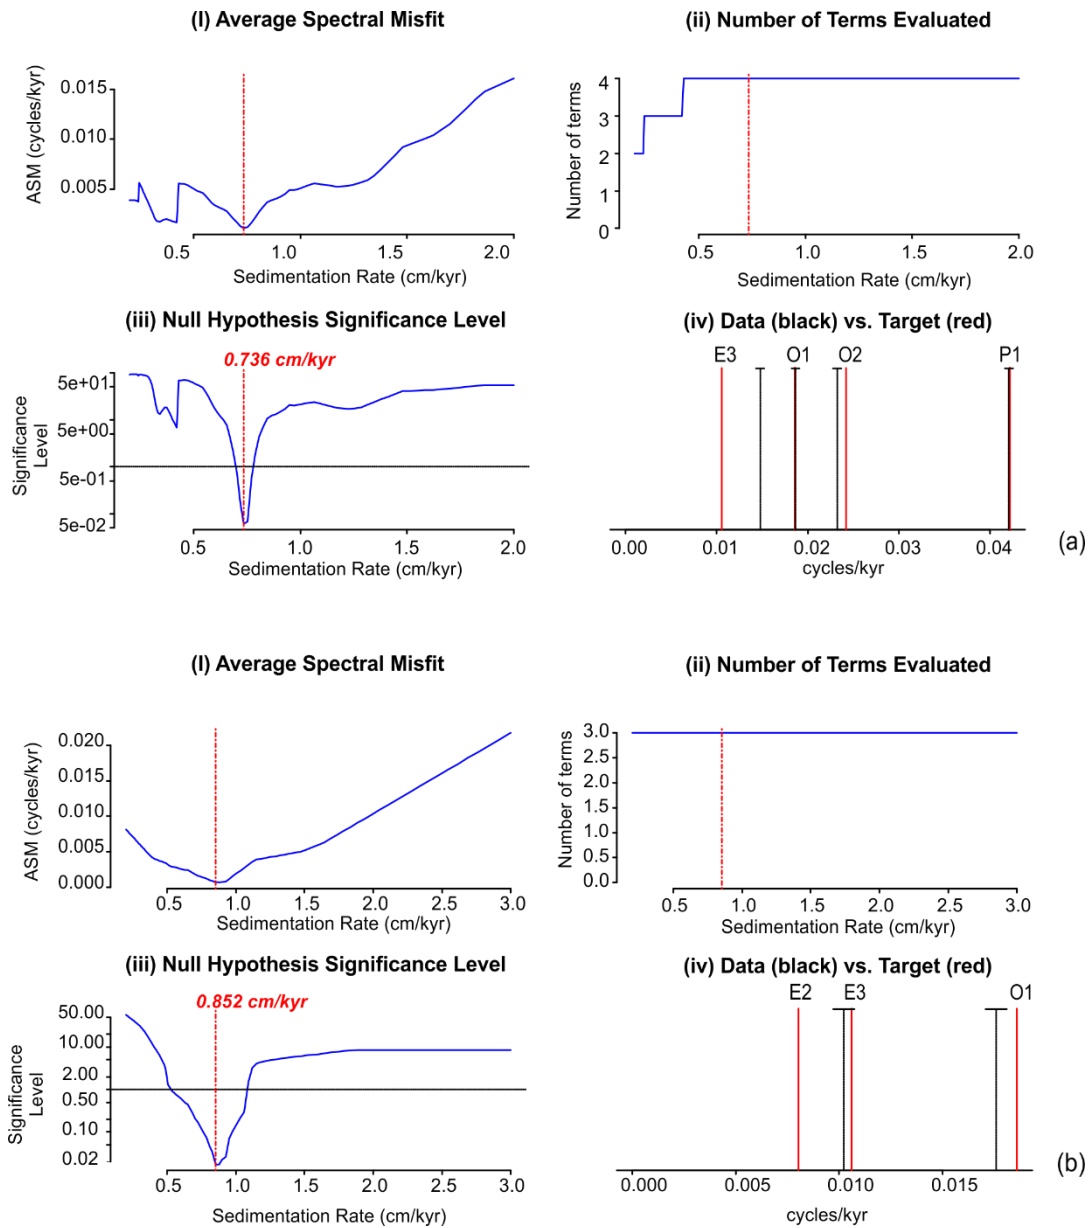 (I) Average Spectral Misfit
(ii) Number of Terms Evaluated
ASM (cycles/kyr)
0.015
0.010
0.005
0.5 1.0 1.5 2.0
Sedimentation Rate (cm/kyr)
Number of terms
4
3
2
1
0
0.5 1.0 1.5 2.0
Sedimentation Rate (cm/kyr)
(iii) Null Hypothesis Significance Level
(iv) Data (black) vs. Target (red)
0.736 cm/kyr
Significance
Level
5e+01
5e+00
5e-01
5e-02
0.5 1.0 1.5 2.0
Sedimentation Rate (cm/kyr)
E3 O1 O2 P1
0.00 0.01 0.02 0.03 0.04
cycles/kyr
(a)
(I) Average Spectral Misfit
(ii) Number of Terms Evaluated
ASM (cycles/kyr)
0.020
0.015
0.010
0.005
0.000
0.5 1.0 1.5 2.0 2.5 3.0
Sedimentation Rate (cm/kyr)
Number of terms
3.0
2.5
2.0
1.5
1.0
0.5
0.0
0.5 1.0 1.5 2.0 2.5 3.0
Sedimentation Rate (cm/kyr)
(iii) Null Hypothesis Significance Level
(iv) Data (black) vs. Target (red)
0.852 cm/kyr
Significance
Level
50.00
10.00
2.00
0.50
0.10
0.02
0.5 1.0 1.5 2.0 2.5 3.0
Sedimentation Rate (cm/kyr)
E2 E3 O1
0.000 0.005 0.010 0.015
cycles/kyr
(b)